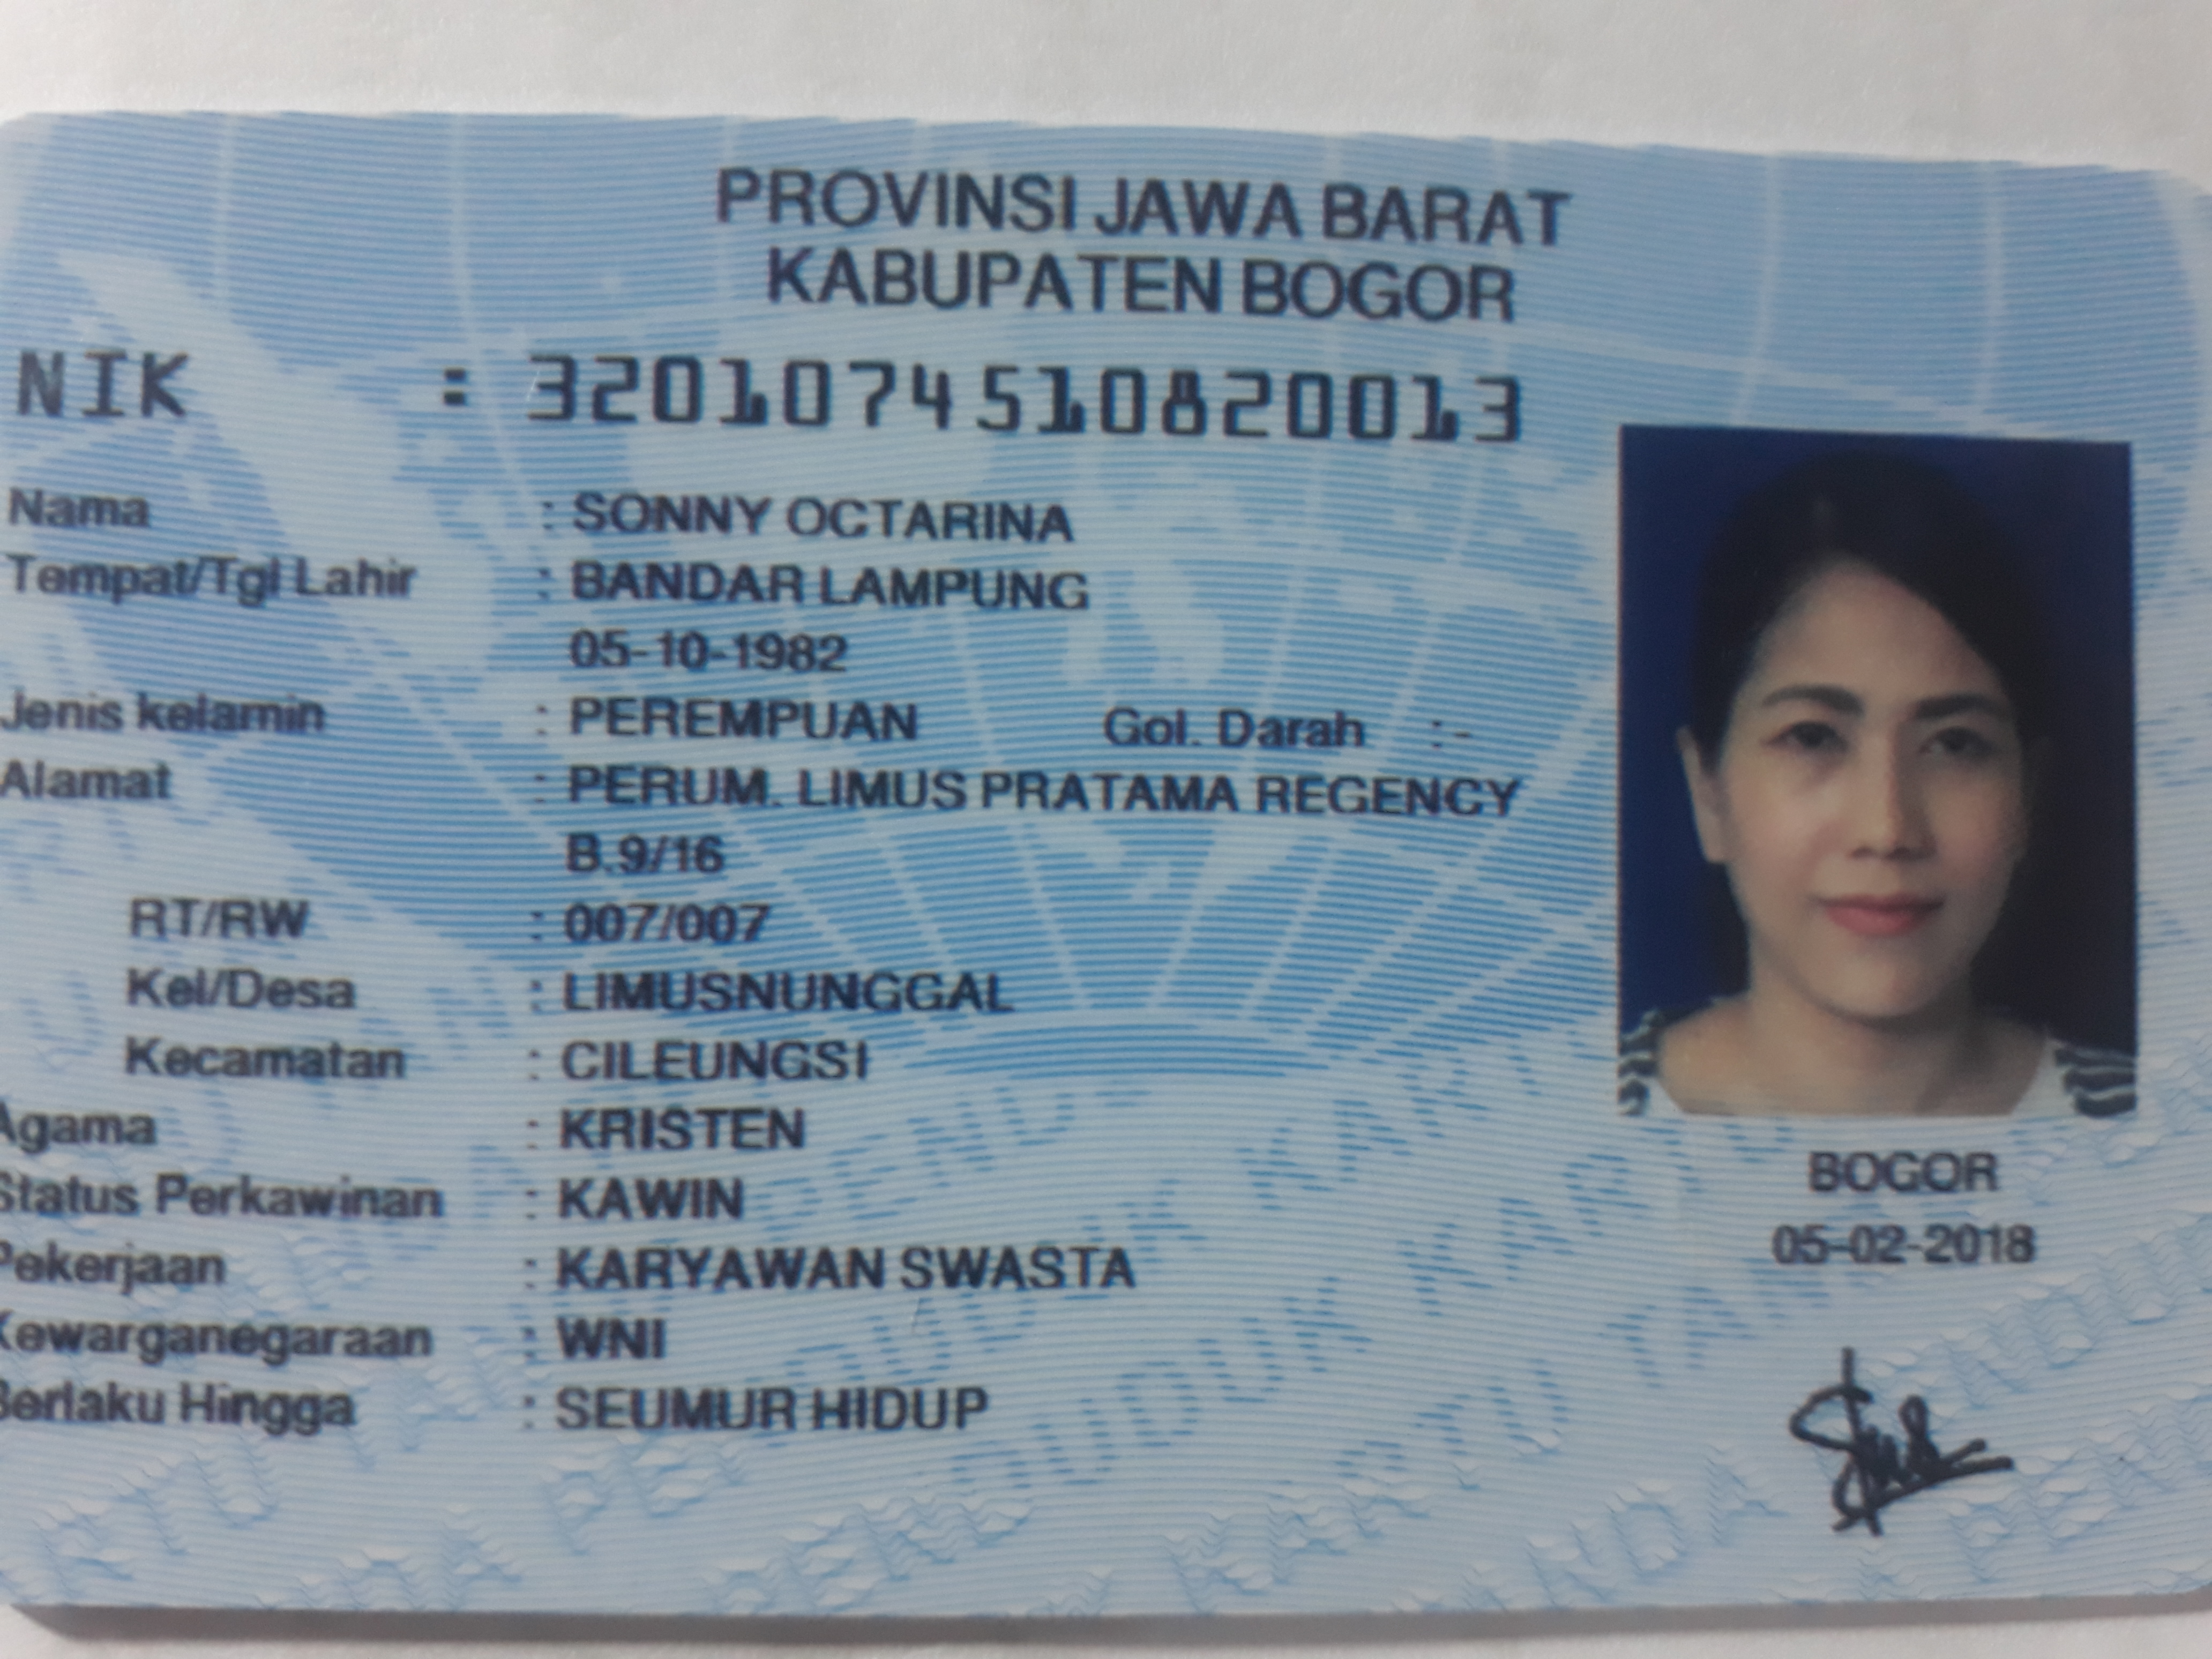 PROVINSI JAWA BARAT
KABUPATEN BOGOR
NIK : 3201074510820013
Nama : SONNY OCTARINA
Tempat/Tgl Lahir : BANDAR LAMPUNG
05-10-1982
Jenis kelamin : PEREMPUAN Gol. Darah : -
Alamat : PERUM. LIMUS PRATAMA REGENCY
B.9/16
RT/RW : 007/007
Kel/Desa : LIMUSNUNGGAL
Kecamatan : CILEUNGSI
Agama : KRISTEN
Status Perkawinan : KAWIN
Pekerjaan : KARYAWAN SWASTA
Kewarganegaraan : WNI
Berlaku Hingga : SEUMUR HIDUP
BOGOR
05-02-2018